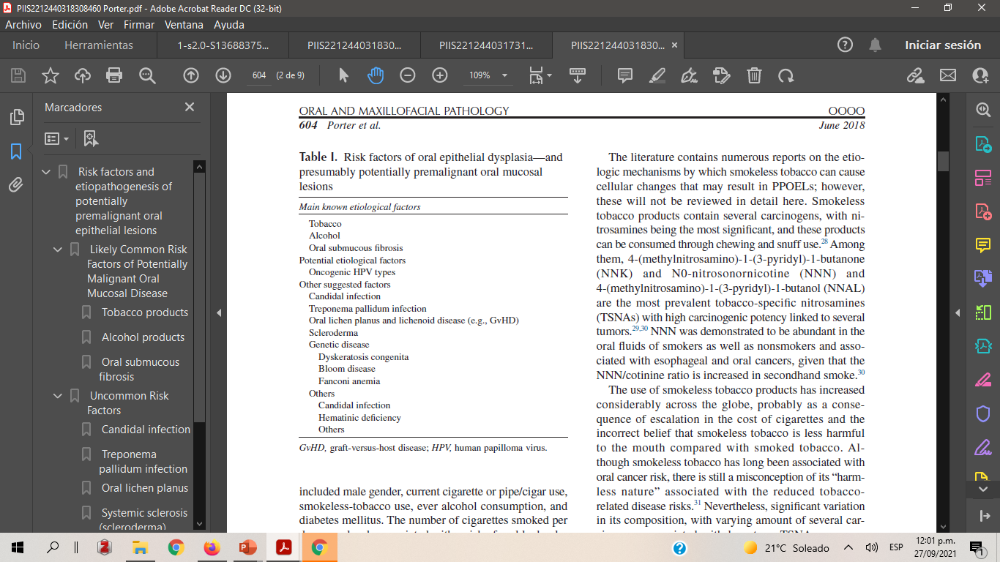 PIIS2212440318308460 Porter.pdf - Adobe Acrobat Reader DC (32-bit)
Archivo Edición Ver Firmar Ventana Ayuda
Inicio Herramientas 1-s2.0-S13688375... PIIS221244031830... PIIS221244031731... PIIS221244031830... × Iniciar sesión
604 (2 de 9) 109%
Marcadores
Risk factors and
etiopathogenesis of
potentially
premalignant oral
epithelial lesions
Likely Common Risk
Factors of Potentially
Malignant Oral
Mucosal Disease
Tobacco products
Alcohol products
Oral submucous
fibrosis
Uncommon Risk
Factors
Candidal infection
Treponema
pallidum infection
Oral lichen planus
Systemic sclerosis
(scleroderma)
ORAL AND MAXILLOFACIAL PATHOLOGY OOOO
604 Porter et al. June 2018
Table I. Risk factors of oral epithelial dysplasia—and
presumably potentially premalignant oral mucosal
lesions
Main known etiological factors
Tobacco
Alcohol
Oral submucous fibrosis
Potential etiological factors
Oncogenic HPV types
Other suggested factors
Candidal infection
Treponema pallidum infection
Oral lichen planus and lichenoid disease (e.g., GvHD)
Scleroderma
Genetic disease
Dyskeratosis congenita
Bloom disease
Fanconi anemia
Others
Candidal infection
Hematinic deficiency
Others
GvHD, graft-versus-host disease; HPV, human papilloma virus.
included male gender, current cigarette or pipe/cigar use,
smokeless-tobacco use, ever alcohol consumption, and
diabetes mellitus. The number of cigarettes smoked per
The literature contains numerous reports on the etio-
logic mechanisms by which smokeless tobacco can cause
cellular changes that may result in PPOELs; however,
these will not be reviewed in detail here. Smokeless
tobacco products contain several carcinogens, with ni-
trosamines being the most significant, and these products
can be consumed through chewing and snuff use.28 Among
them, 4-(methylnitrosamino)-1-(3-pyridyl)-1-butanone
(NNK) and N0-nitrosonornicotine (NNN) and
4-(methylnitrosamino)-1-(3-pyridyl)-1-butanol (NNAL)
are the most prevalent tobacco-specific nitrosamines
(TSNAs) with high carcinogenic potency linked to several
tumors.29,30 NNN was demonstrated to be abundant in the
oral fluids of smokers as well as nonsmokers and asso-
ciated with esophageal and oral cancers, given that the
NNN/cotinine ratio is increased in secondhand smoke.30
The use of smokeless tobacco products has increased
considerably across the globe, probably as a conse-
quence of escalation in the cost of cigarettes and the
incorrect belief that smokeless tobacco is less harmful
to the mouth compared with smoked tobacco. Al-
though smokeless tobacco has long been associated with
oral cancer risk, there is still a misconception of its “harm-
less nature” associated with the reduced tobacco-
related disease risks.31 Nevertheless, significant variation
in its composition, with varying amount of several car-
21°C Soleado ESP 12:01 p.m.
27/09/2021